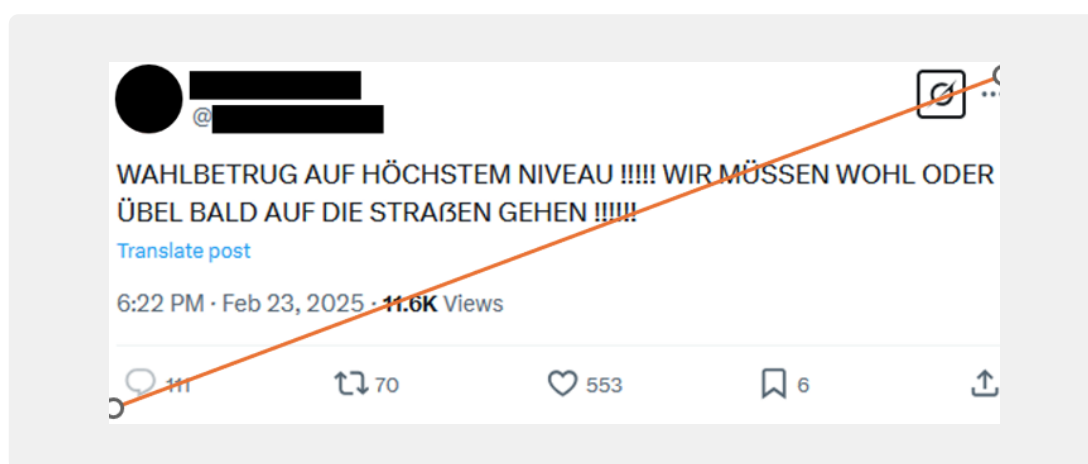 @
WAHLBETRUG AUF HÖCHSTEM NIVEAU !!!!! WIR MÜSSEN WOHL ODER
ÜBEL BALD AUF DIE STRAẞEN GEHEN !!!!!!
Translate post
6:22 PM · Feb 23, 2025 · 11.6K Views
111 70 553 6